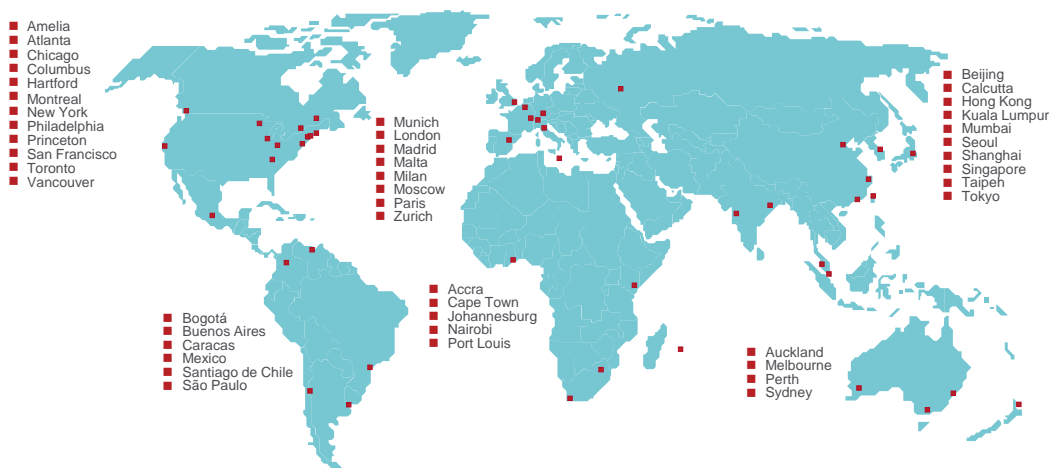 Amelia
Atlanta
Chicago
Columbus
Hartford
Montreal
New York
Philadelphia
Princeton
San Francisco
Toronto
Vancouver
Munich
London
Madrid
Malta
Milan
Moscow
Paris
Zurich
Beijing
Calcutta
Hong Kong
Kuala Lumpur
Mumbai
Seoul
Shanghai
Singapore
Taipeh
Tokyo
Bogotá
Buenos Aires
Caracas
Mexico
Santiago de Chile
São Paulo
Accra
Cape Town
Johannesburg
Nairobi
Port Louis
Auckland
Melbourne
Perth
Sydney